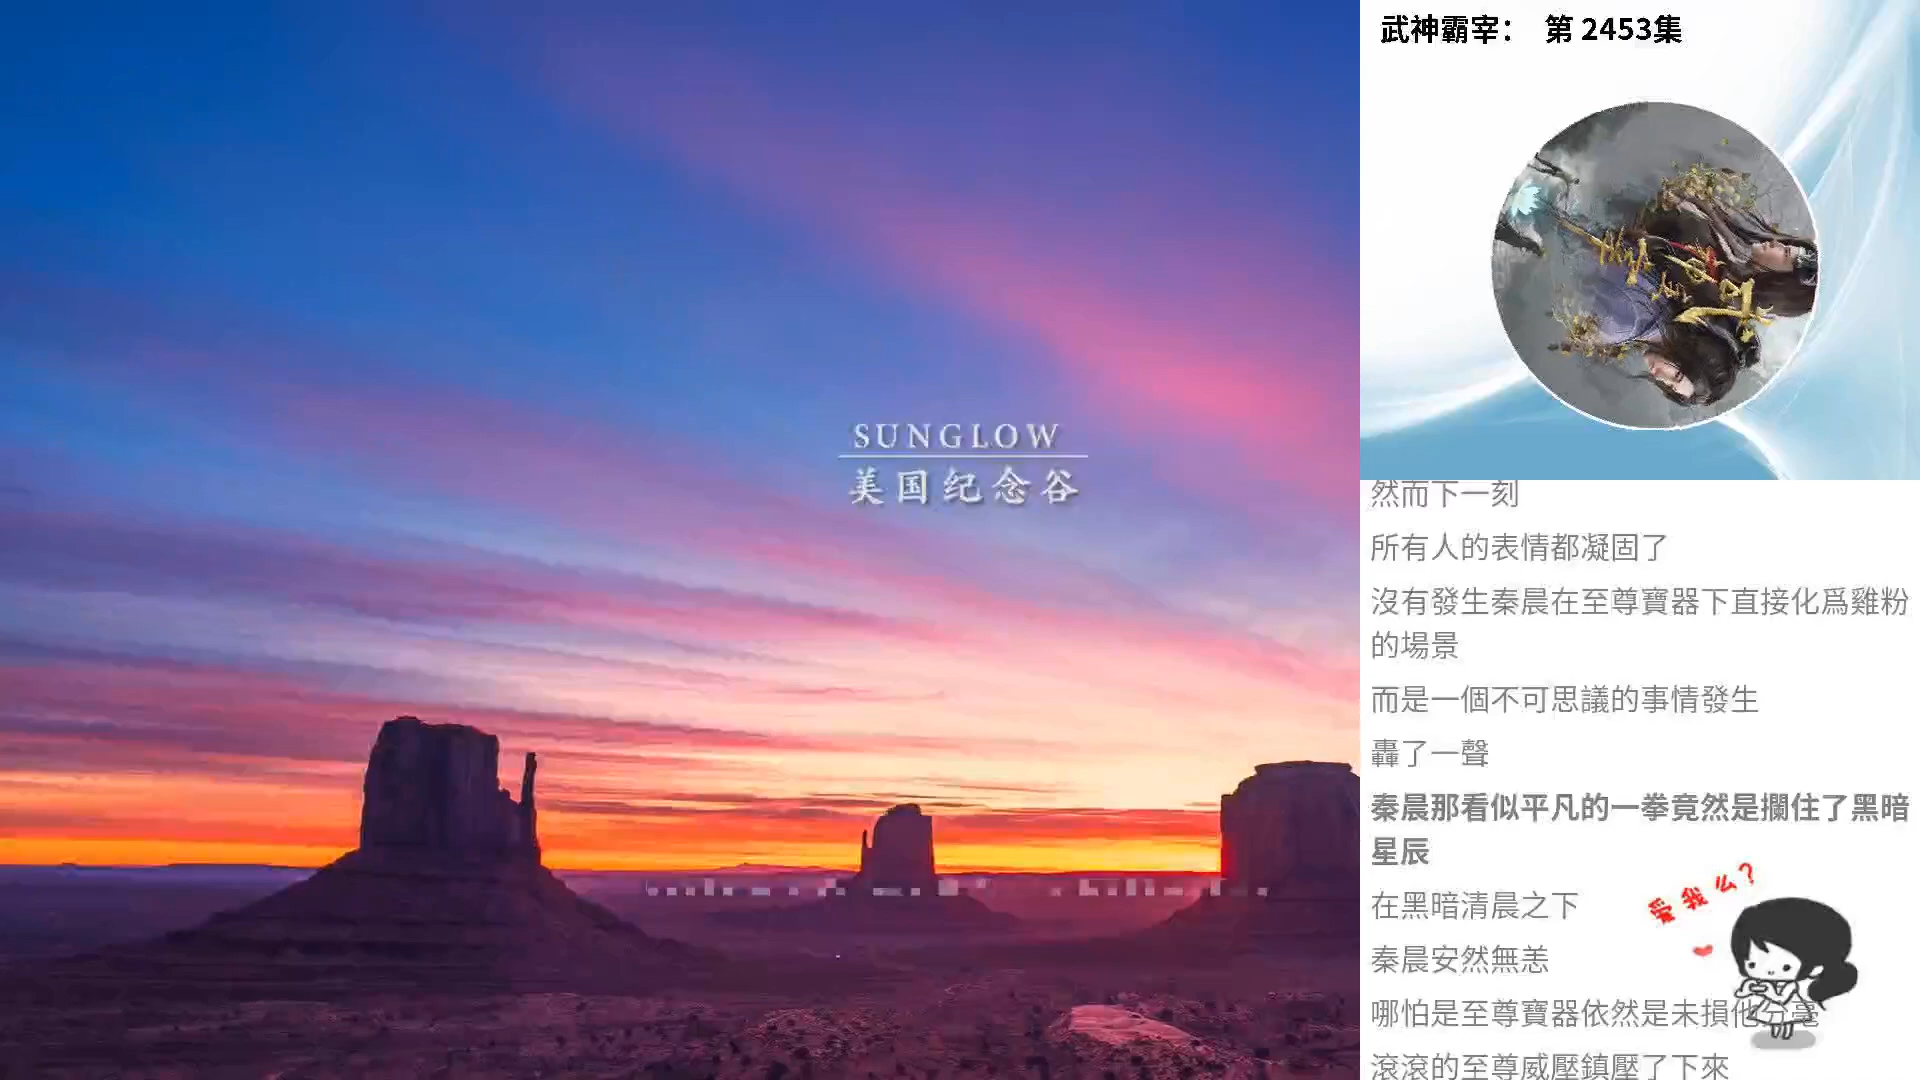 武神霸宰： 第 2453集
SUNGLOW
美国纪念谷
然而下一刻
所有人的表情都凝固了
沒有發生秦晨在至尊寶器下直接化爲雞粉
的場景
而是一個不可思議的事情發生
轟了一聲
秦晨那看似平凡的一拳竟然是攔住了黑暗
星辰
愛我么?
在黑暗清晨之下
秦晨安然無恙
哪怕是至尊寶器依然是未損他分毫
滾滾的至尊威壓鎮壓了下來